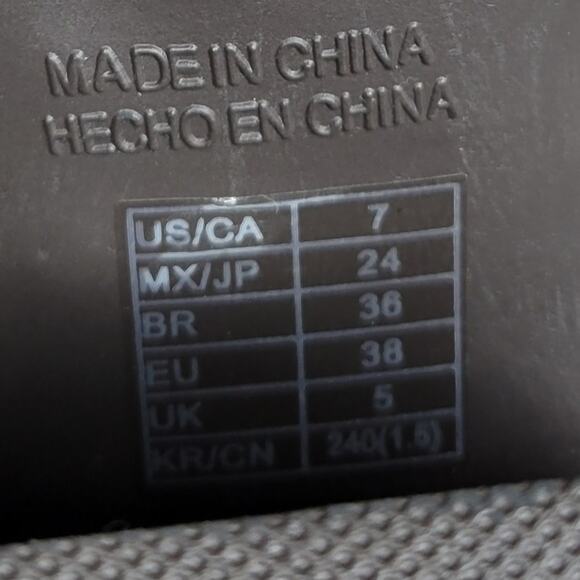 MADE IN CHINA
HECHO EN CHINA
US/CA 7
MX/JP 24
BR 36
EU 38
UK 5
KR/CN 240(1.5)